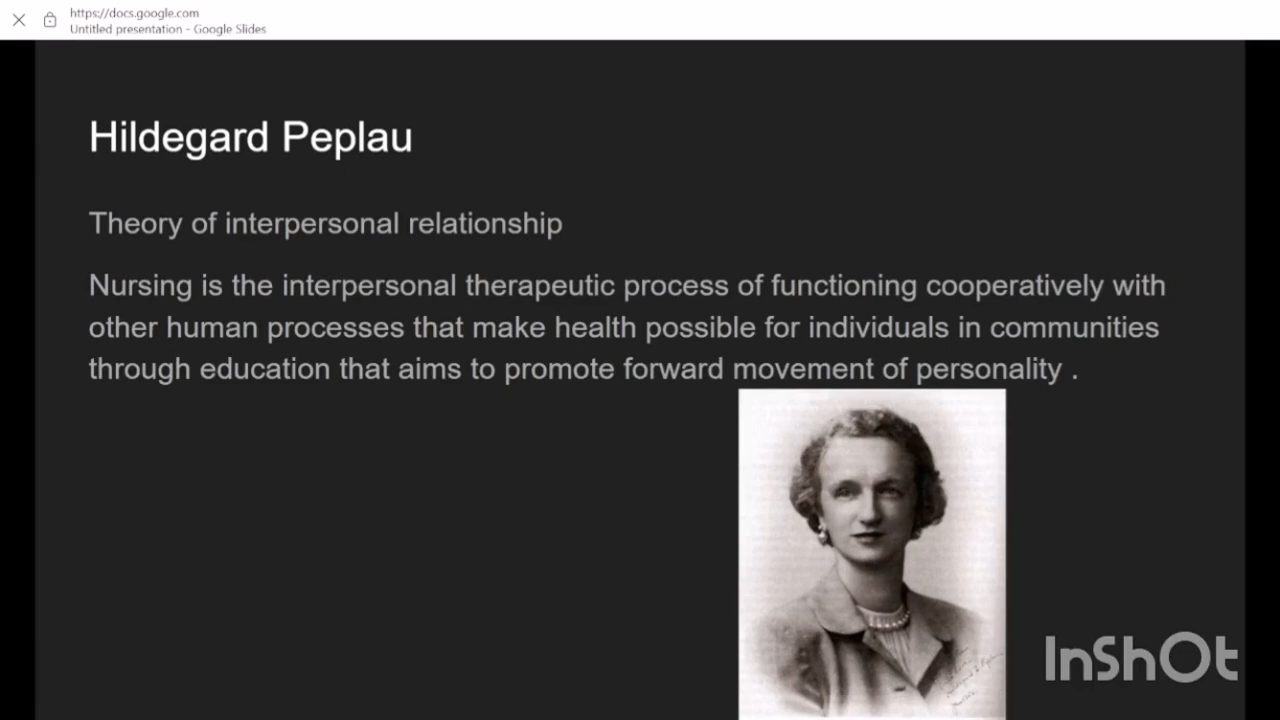 https://docs.google.com
Untitled presentation - Google Slides
Hildegard Peplau
Theory of interpersonal relationship
Nursing is the interpersonal therapeutic process of functioning cooperatively with
other human processes that make health possible for individuals in communities
through education that aims to promote forward movement of personality .
InShOt